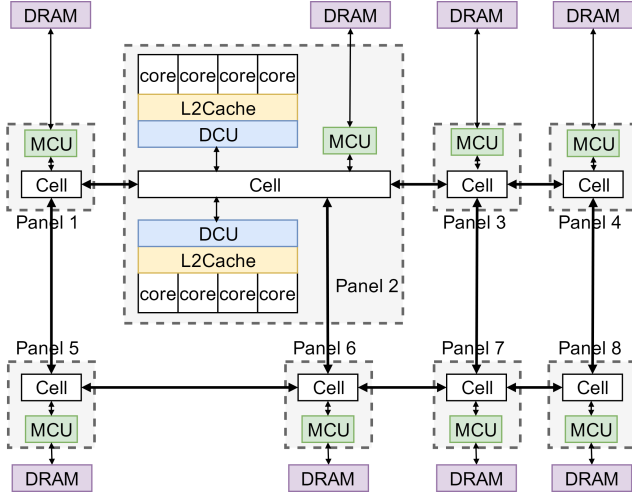 DRAM
DRAM
DRAM
DRAM
core core core core
L2Cache
DCU
MCU
MCU
MCU
MCU
Cell
Cell
Cell
Cell
Panel 1
Panel 3
Panel 4
DCU
L2Cache
core core core core
Panel 2
Panel 5
Panel 6
Panel 7
Panel 8
Cell
Cell
Cell
Cell
MCU
MCU
MCU
MCU
DRAM
DRAM
DRAM
DRAM